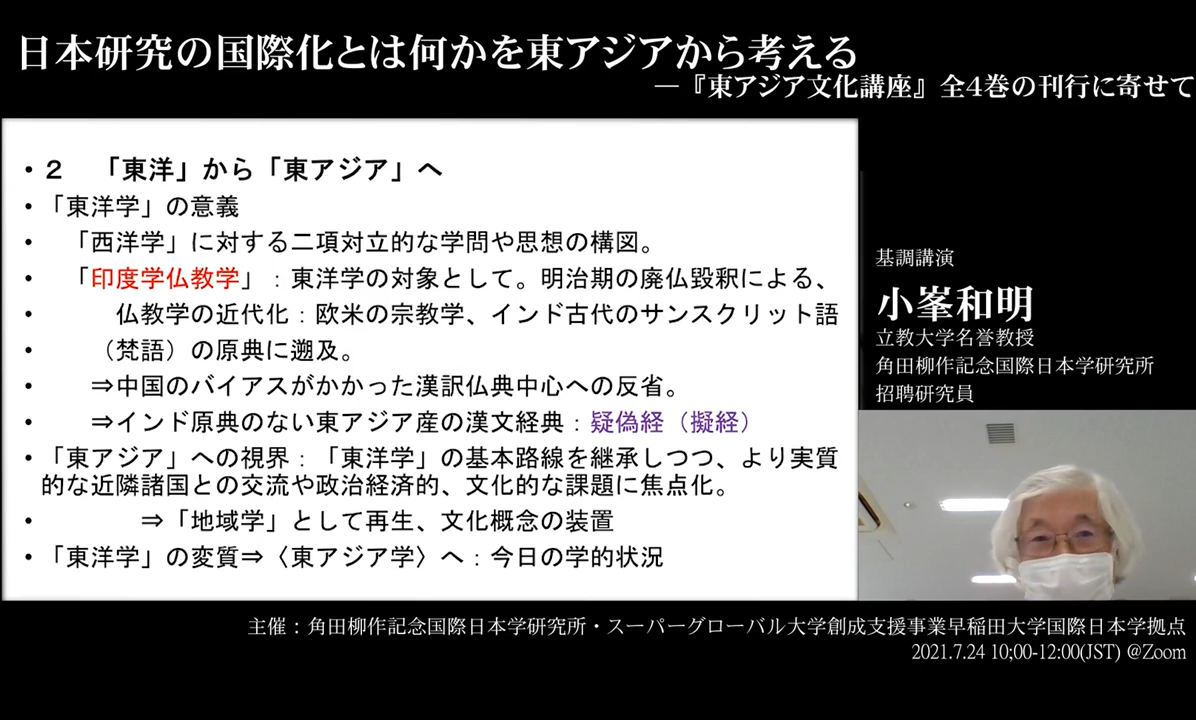 日本研究の国際化とは何かを東アジアから考える
―『東アジア文化講座』全4巻の刊行に寄せて
・２　「東洋」から「東アジア」へ
・「東洋学」の意義
・　「西洋学」に対する二項対立的な学問や思想の構図。
・　「印度学仏教学」：東洋学の対象として。明治期の廃仏毀釈による、
・　　　仏教学の近代化：欧米の宗教学、インド古代のサンスクリット語
・　　　（梵語）の原典に遡及。
・　　⇒中国のバイアスがかかった漢訳仏典中心への反省。
・　　⇒インド原典のない東アジア産の漢文経典：疑偽経（擬経）
・「東アジア」への視界：「東洋学」の基本路線を継承しつつ、より実質
的な近隣諸国との交流や政治経済的、文化的な課題に焦点化。
・　　　　⇒「地域学」として再生、文化概念の装置
・「東洋学」の変質⇒〈東アジア学〉へ：今日の学的状況
基調講演
小峯和明
立教大学名誉教授
角田柳作記念国際日本学研究所
招聘研究員
主催：角田柳作記念国際日本学研究所・スーパーグローバル大学創成支援事業早稲田大学国際日本学拠点
2021.7.24 10;00-12:00(JST) @Zoom